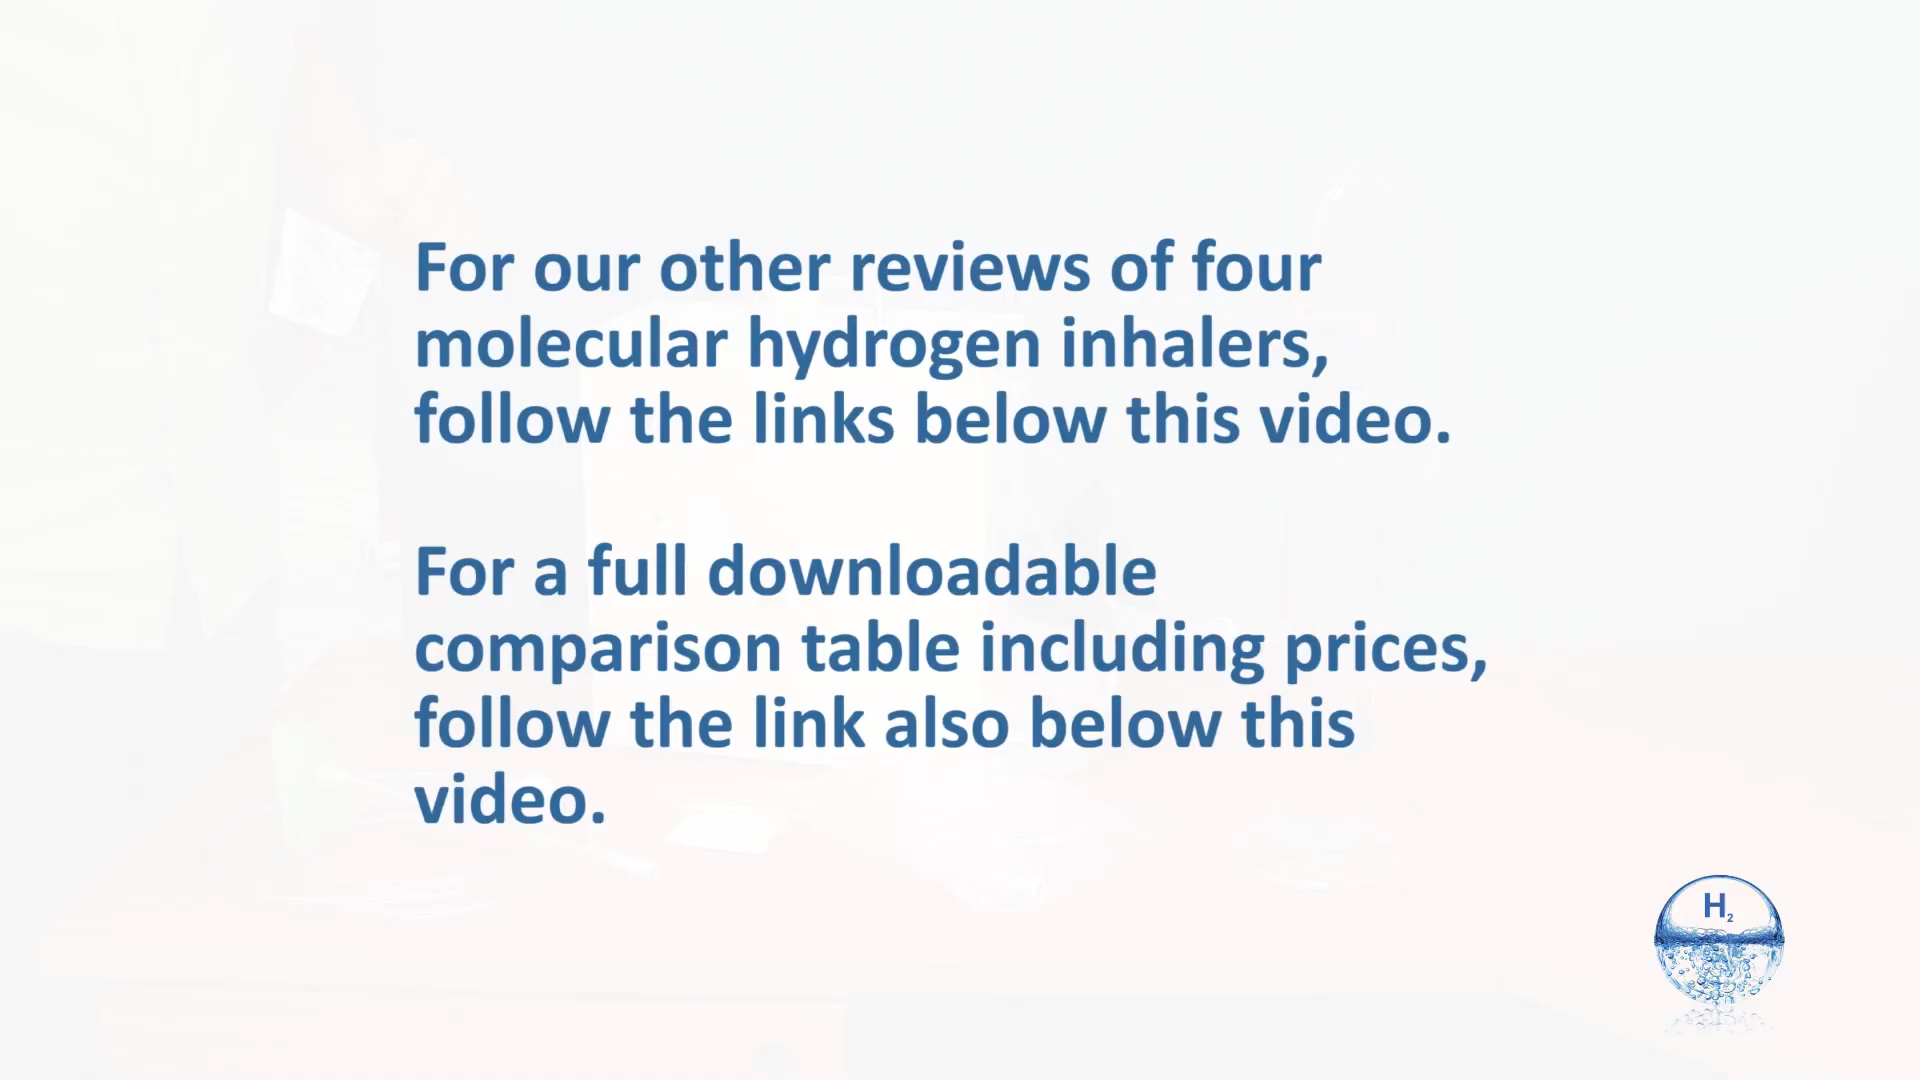 For our other reviews of four
molecular hydrogen inhalers,
follow the links below this video.
For a full downloadable
comparison table including prices,
follow the link also below this
video.
H2